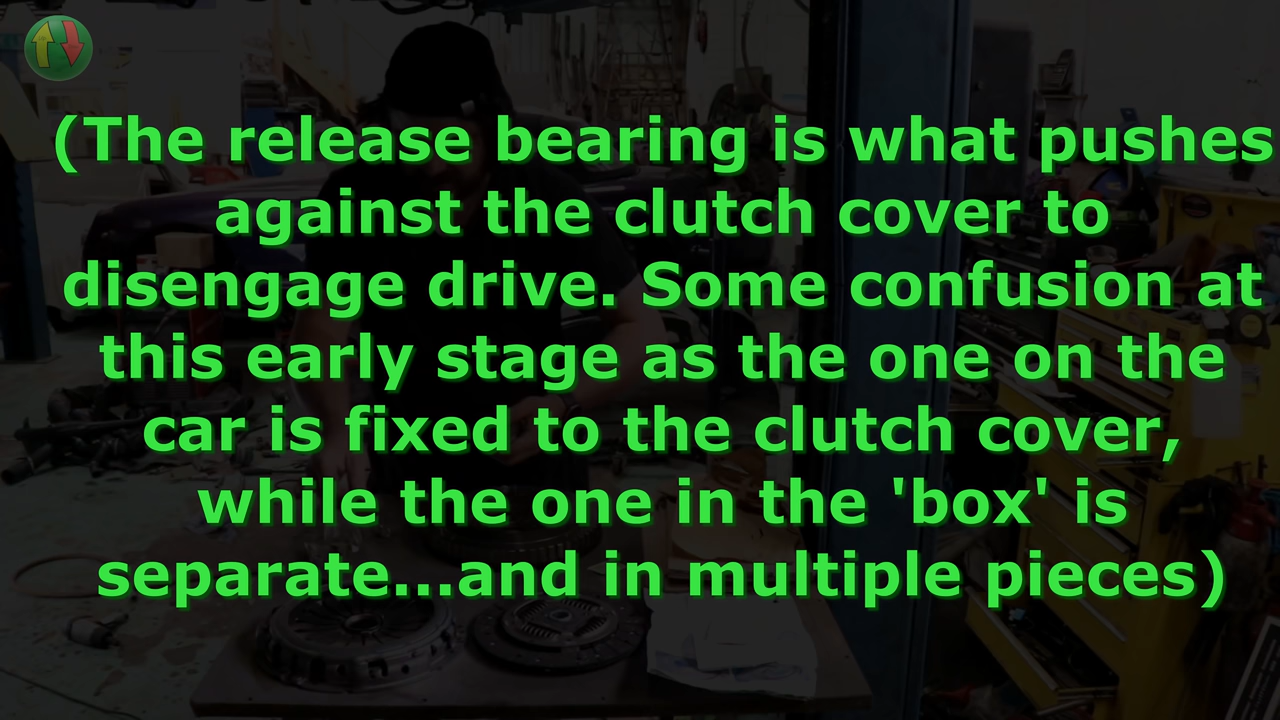 (The release bearing is what pushes
against the clutch cover to
disengage drive. Some confusion at
this early stage as the one on the
car is fixed to the clutch cover,
while the one in the 'box' is
separate...and in multiple pieces)